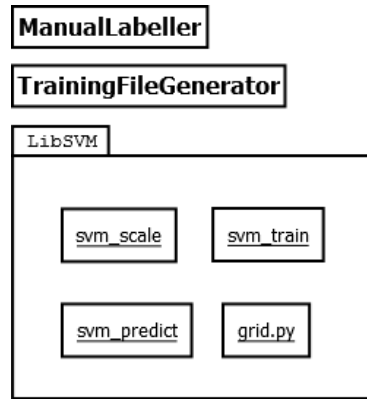 ManualLabeller
TrainingFileGenerator
LibSVM
svm_scale
svm_train
svm_predict
grid.py